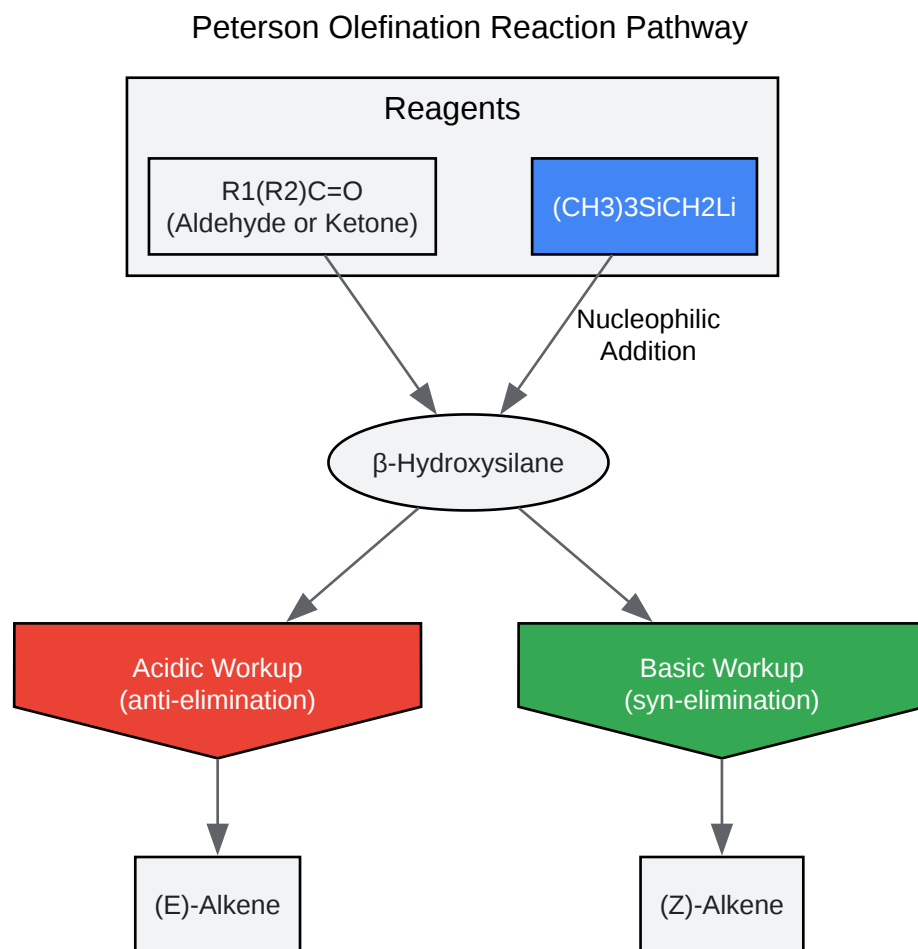 Peterson Olefination Reaction Pathway
Reagents
R1(R2)C=O
(Aldehyde or Ketone)
(CH3)3SiCH2Li
Nucleophilic
Addition
β-Hydroxysilane
Acidic Workup
(anti-elimination)
Basic Workup
(syn-elimination)
(E)-Alkene
(Z)-Alkene